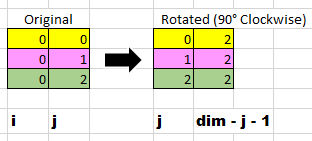 Original Rotated (90° Clockwise)
0 0 0 2
0 1 1 2
0 2 2 2
i j j dim - j - 1